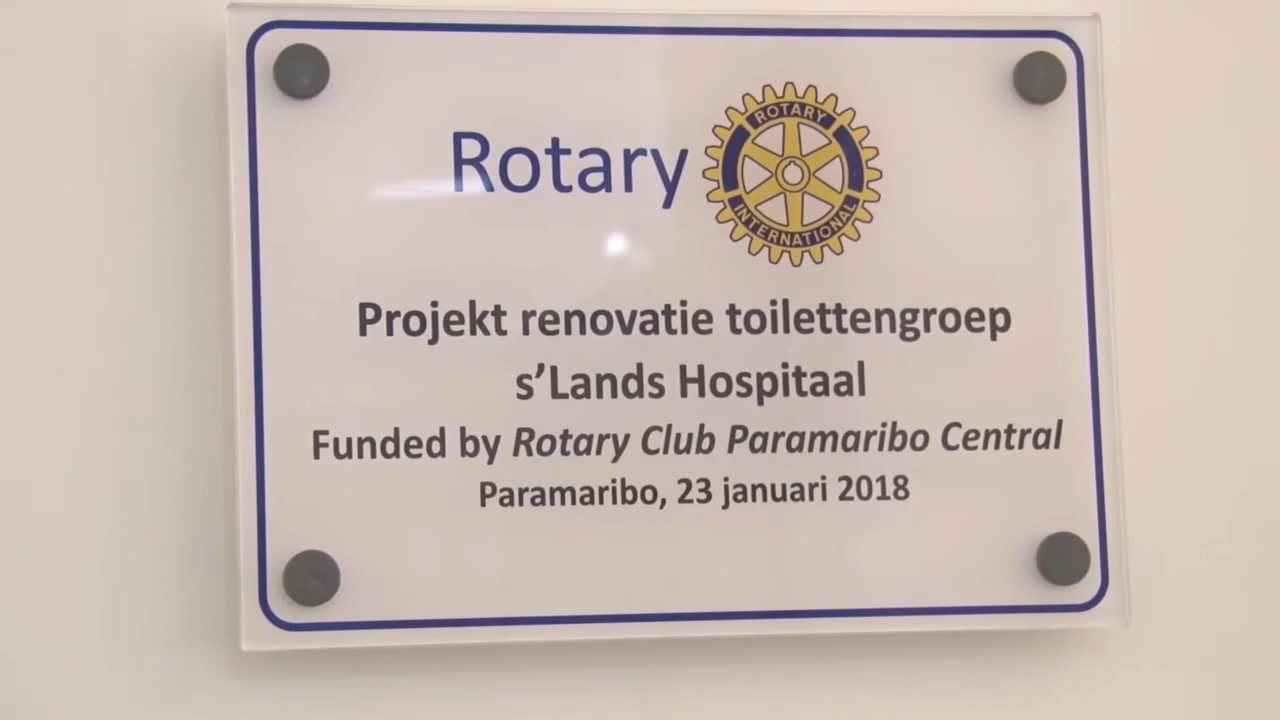 Rotary
ROTARY
INTERNATIONAL
Projekt renovatie toilettengroep
s’Lands Hospitaal
Funded by Rotary Club Paramaribo Central
Paramaribo, 23 januari 2018